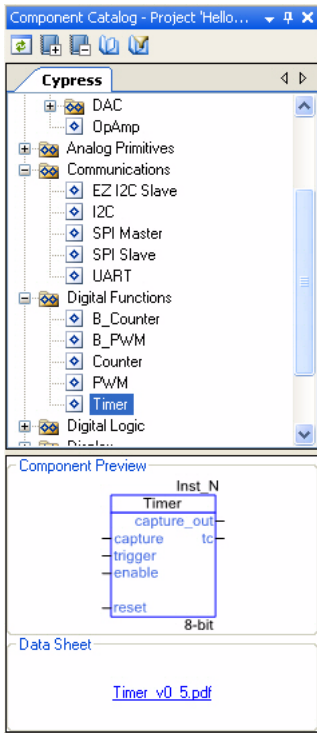 Component Catalog - Project 'Hello...
Cypress
DAC
OpAmp
Analog Primitives
Communications
EZ I2C Slave
I2C
SPI Master
SPI Slave
UART
Digital Functions
B_Counter
B_PWM
Counter
PWM
Timer
Digital Logic
Display
Component Preview
Inst_N
Timer
capture_out
capture tc
trigger
enable
reset
8-bit
Data Sheet
Timer_v0_5.pdf